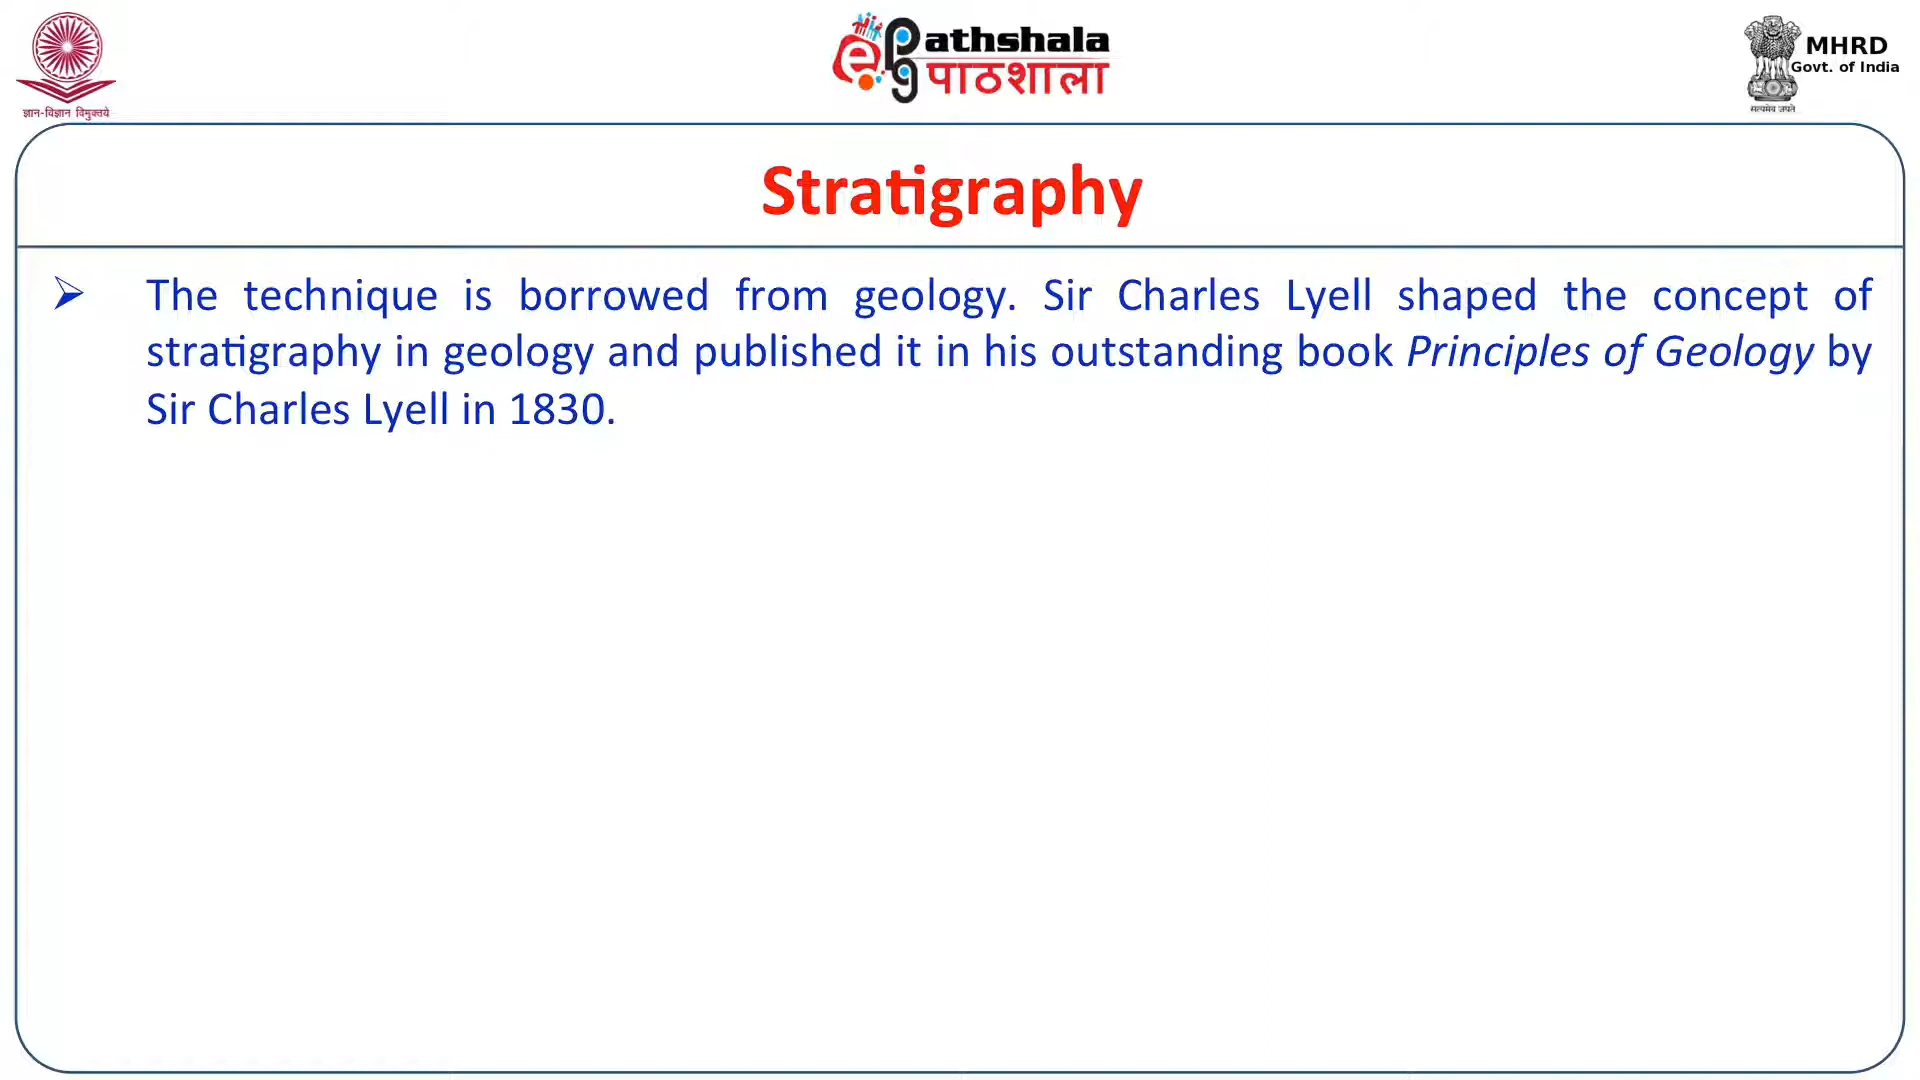 ज्ञान-विज्ञान विमुक्तये
ePathshala
पाठशाला
MHRD
Govt. of India
सत्यमेव जयते
Stratigraphy
The technique is borrowed from geology. Sir Charles Lyell shaped the concept of
stratigraphy in geology and published it in his outstanding book Principles of Geology by
Sir Charles Lyell in 1830.